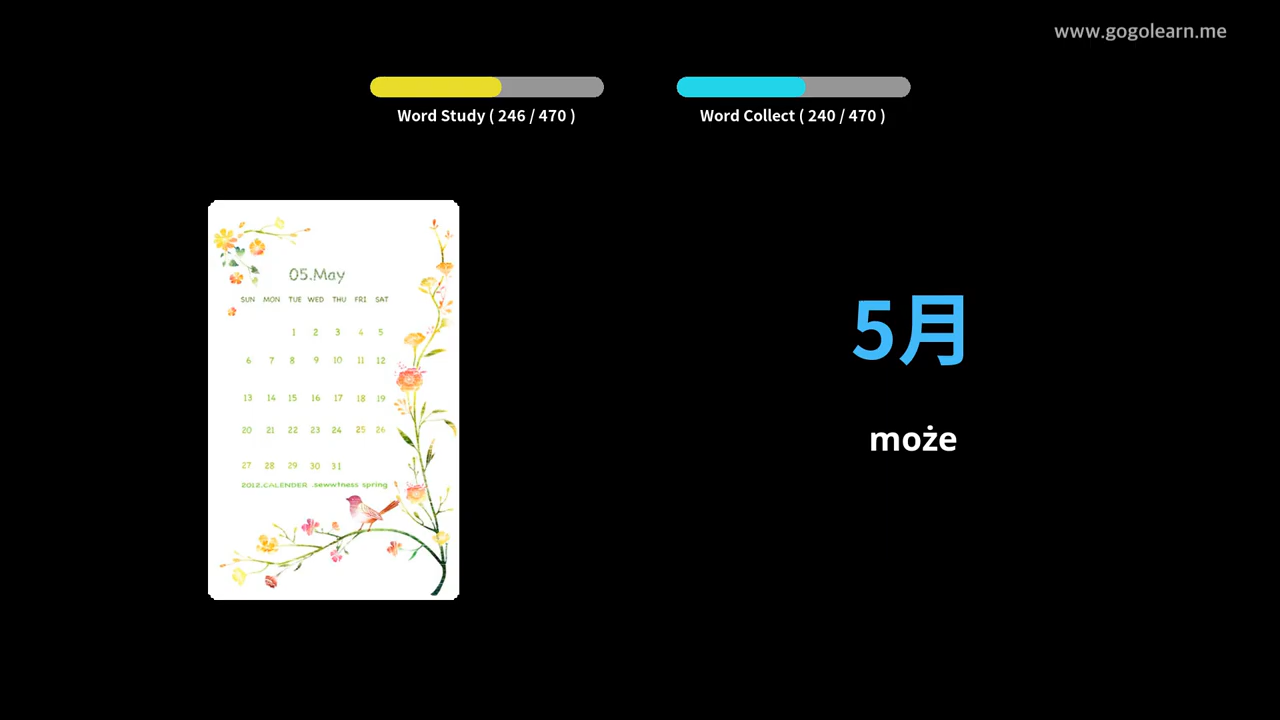 www.gogolearn.me
Word Study ( 246 / 470 )
Word Collect ( 240 / 470 )
05.May
SUN MON TUE WED THU FRI SAT
1 2 3 4 5
6 7 8 9 10 11 12
13 14 15 16 17 18 19
20 21 22 23 24 25 26
27 28 29 30 31
2012.CALENDER .sewwtness spring
5月
może